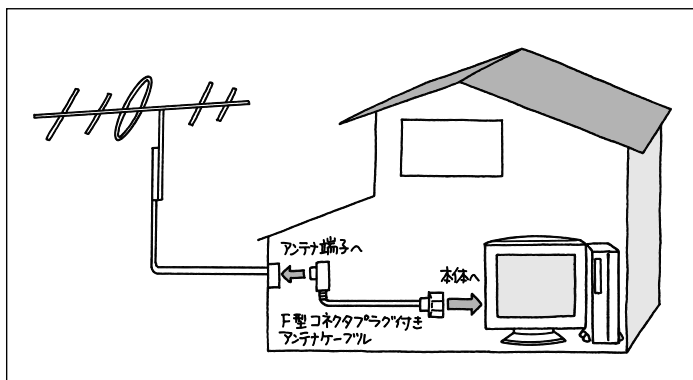 アンテナ端子へ
本体へ
F型コネクタプラグ付き
アンテナケーブル